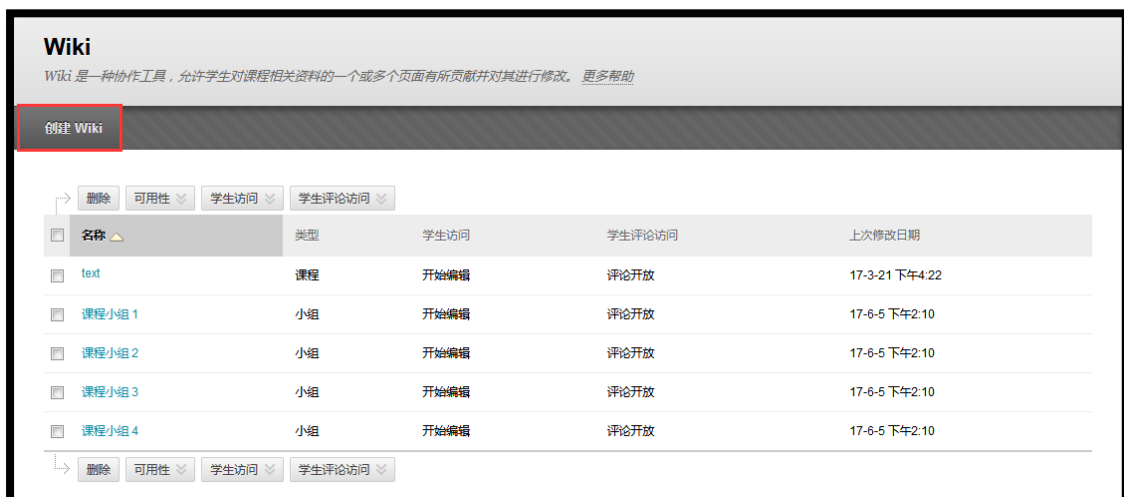 Wiki
Wiki 是一种协作工具，允许学生对课程相关资料的一个或多个页面有所贡献并对其进行修改。 更多帮助
创建 Wiki
删除 可用性 学生访问 学生评论访问
名称 类型 学生访问 学生评论访问 上次修改日期
text 课程 开始编辑 评论开放 17-3-21 下午4:22
课程小组 1 小组 开始编辑 评论开放 17-6-5 下午2:10
课程小组 2 小组 开始编辑 评论开放 17-6-5 下午2:10
课程小组 3 小组 开始编辑 评论开放 17-6-5 下午2:10
课程小组 4 小组 开始编辑 评论开放 17-6-5 下午2:10
删除 可用性 学生访问 学生评论访问